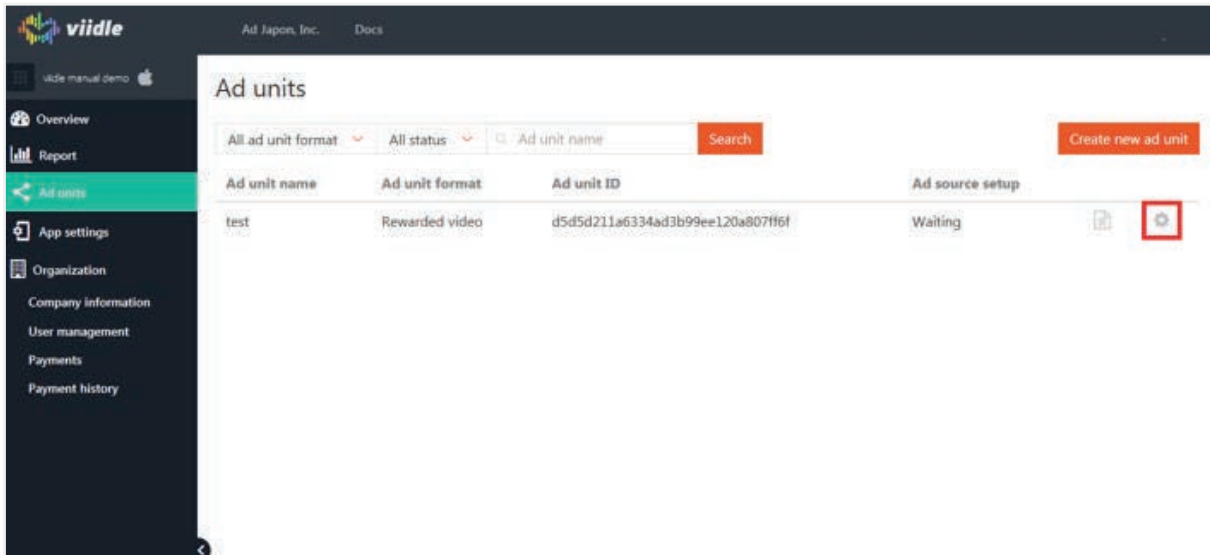 viidle
Ad Japon, Inc. Docs
viidle manual demo
Overview
Report
Ad units
App settings
Organization
Company information
User management
Payments
Payment history
Ad units
All ad unit format All status Ad unit name Search Create new ad unit
Ad unit name Ad unit format Ad unit ID Ad source setup
test Rewarded video d5d5d211a6334ad3b99ee120a807ff6f Waiting